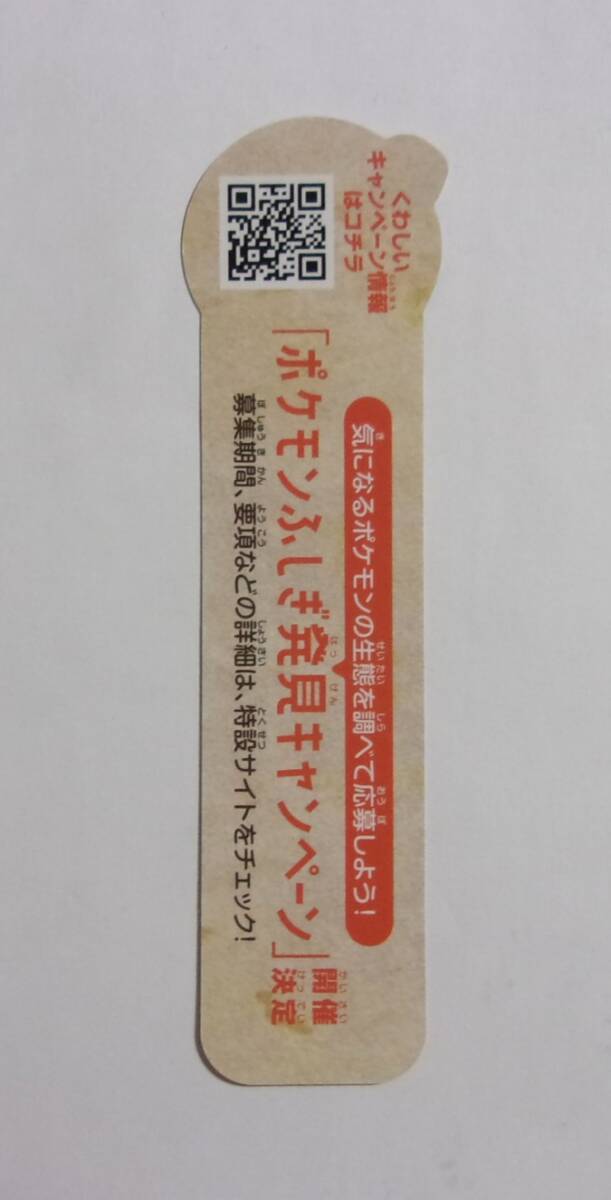 くわしい
キャンペーン情報
はコチラ
気になるポケモンの生態を調べて応募しよう!
「ポケモンふしぎ発見キャンペーン」開催
決定
募集期間、要項などの詳細は、特設サイトをチェック!